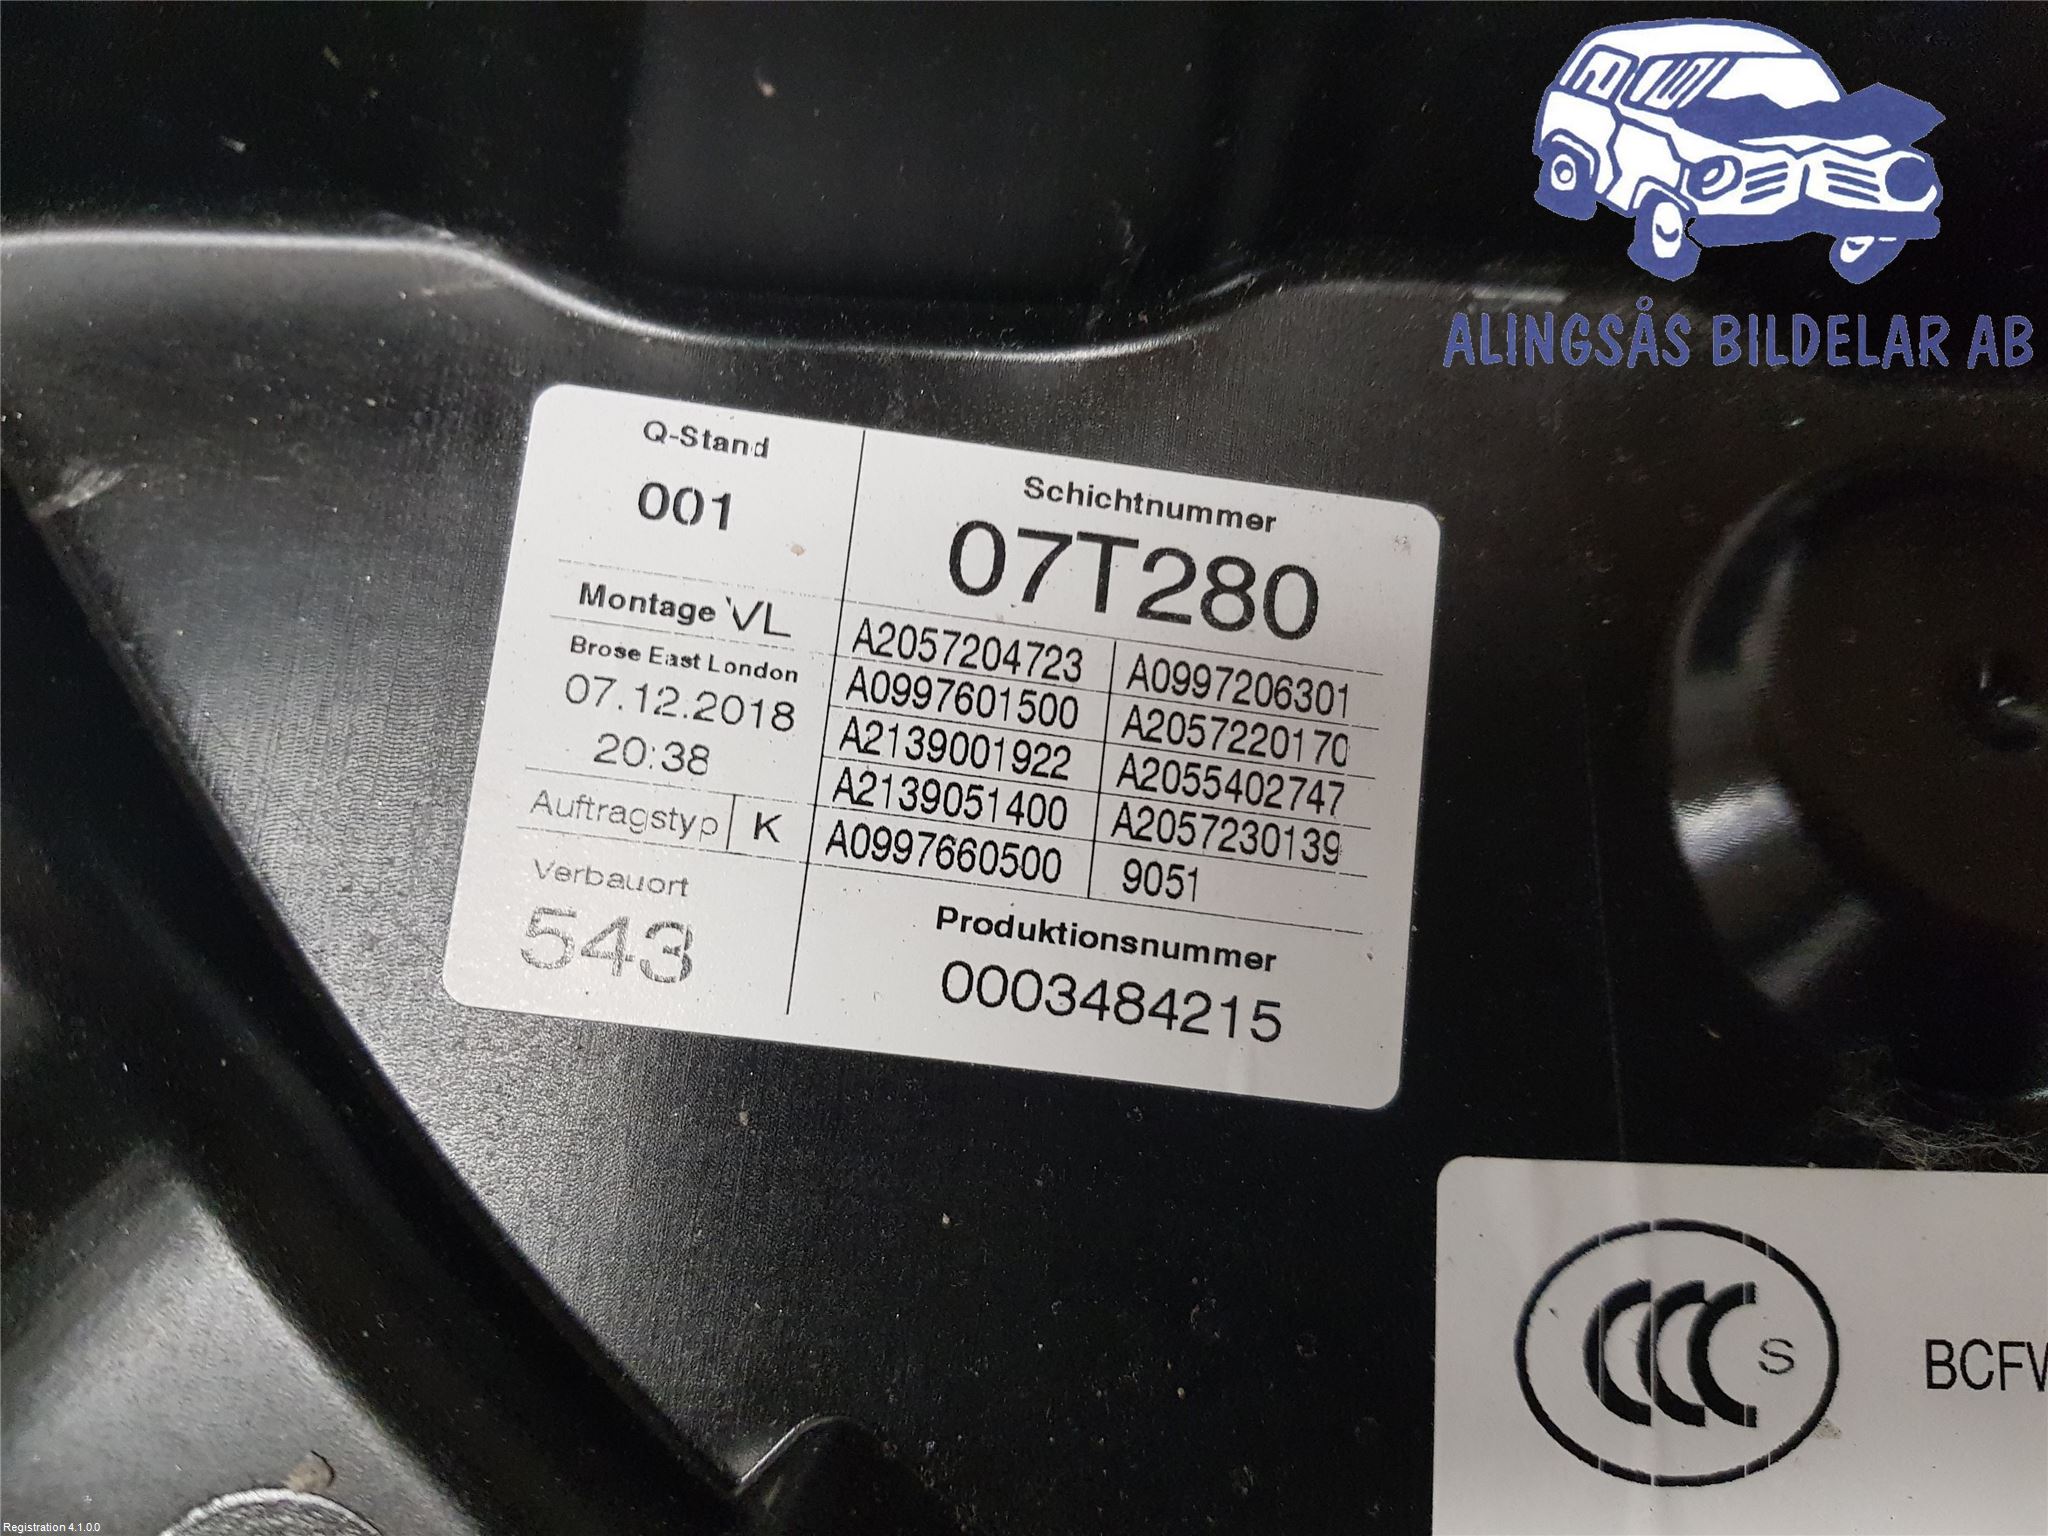 ALINGSÅS BILDELAR AB
Q-Stand
001
Schichtnummer
07T280
Montage VL
Brose East London
07.12.2018
20:38
Auftragstyp K
Verbauort
543
A2057204723 A0997206301
A0997601500 A2057220170
A2139001922 A2055402747
A2139051400 A2057230139
A0997660500 9051
Produktionsnummer
0003484215
CCC S
Registration 4.1.0.0